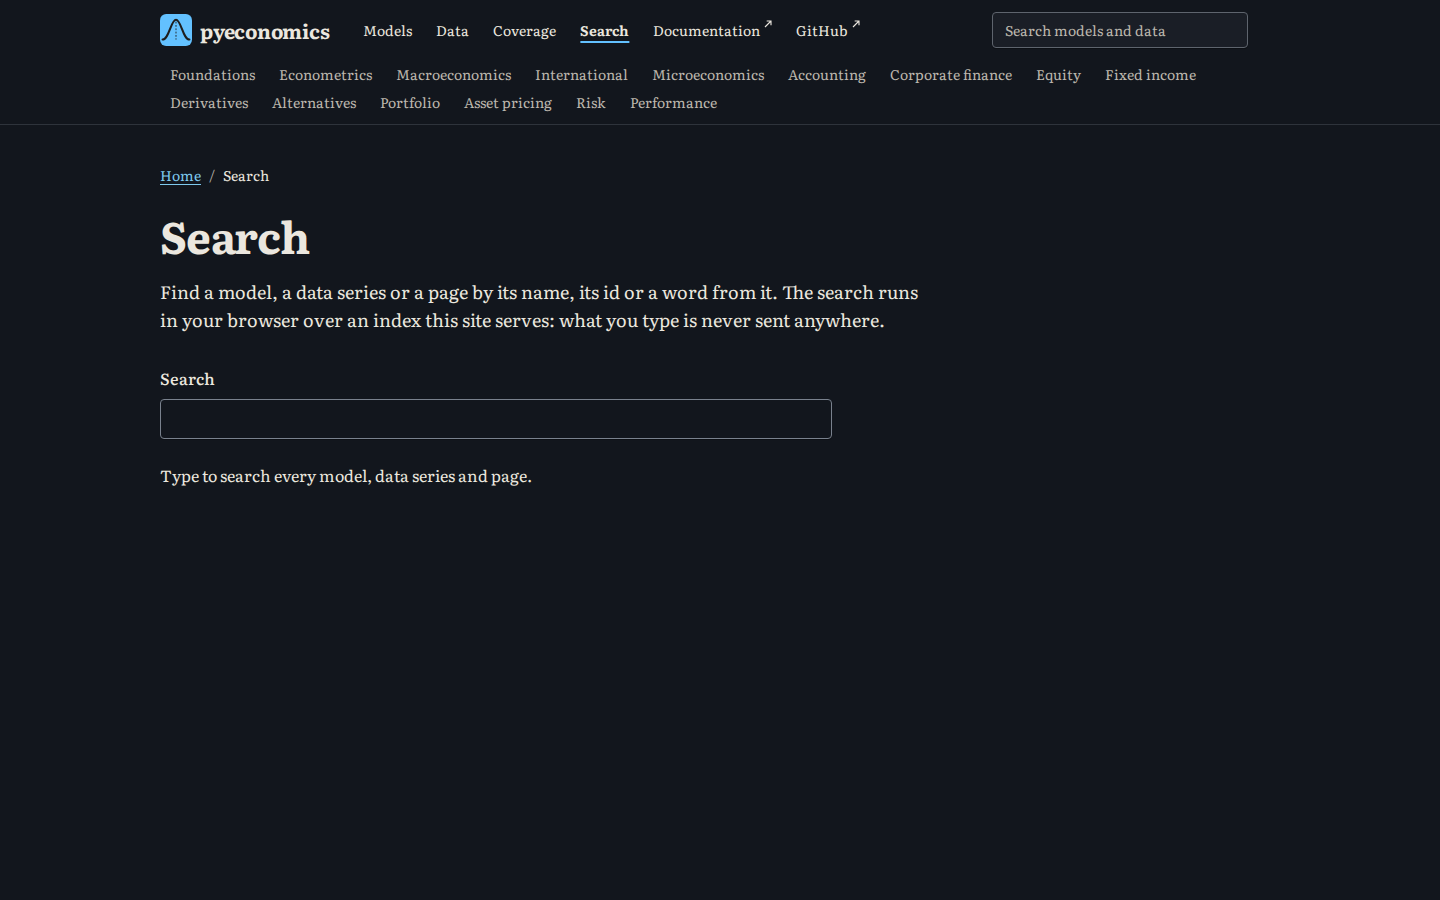 pyeconomics Models Data Coverage Search Documentation ↗ GitHub ↗ Search models and data
Foundations Econometrics Macroeconomics International Microeconomics Accounting Corporate finance Equity Fixed income
Derivatives Alternatives Portfolio Asset pricing Risk Performance
Home / Search
Search
Find a model, a data series or a page by its name, its id or a word from it. The search runs
in your browser over an index this site serves: what you type is never sent anywhere.
Search
Type to search every model, data series and page.